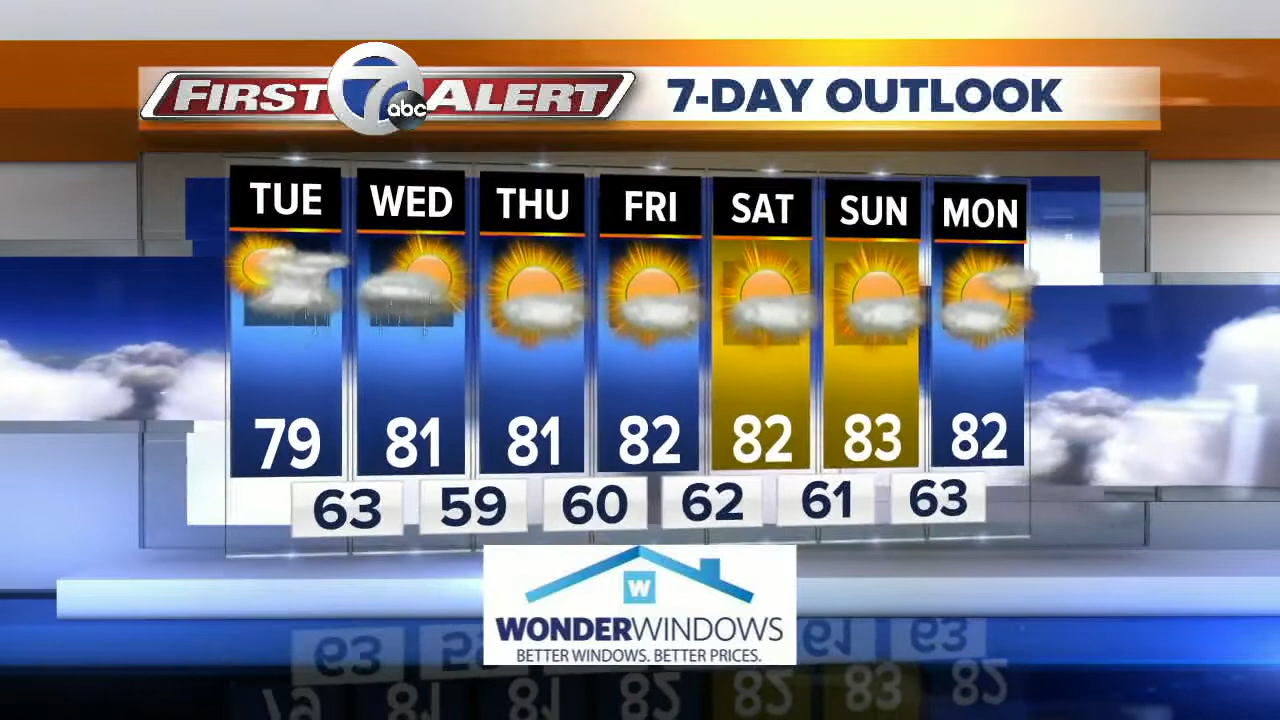 FIRST 7 abc ALERT 7-DAY OUTLOOK
TUE WED THU FRI SAT SUN MON
79 81 81 82 82 83 82
63 59 60 62 61 63
W
WONDERWINDOWS
BETTER WINDOWS. BETTER PRICES.